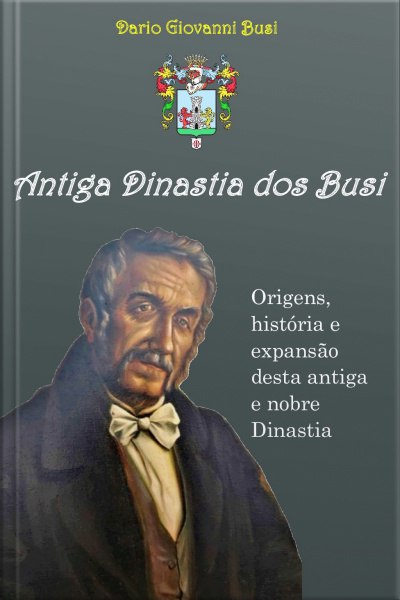 Dario Giovanni Busi
Antiga Dinastia dos Busi
Origens,
história e
expansão
desta antiga
e nobre
Dinastia